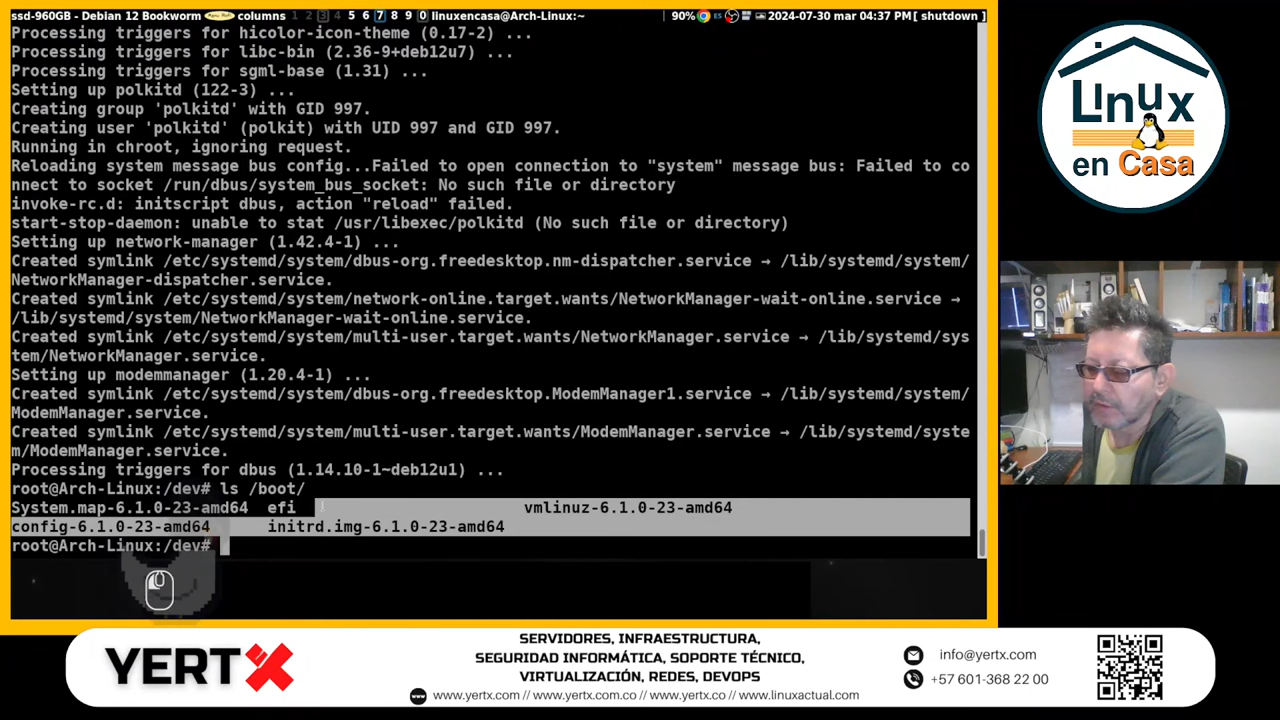 ssd-960GB - Debian 12 Bookworm columns 1 2 3 4 5 6 7 8 9 0 linuxencasa@Arch-Linux:~ 90% ES 2024-07-30 mar 04:37 PM[ shutdown ]
Processing triggers for hicolor-icon-theme (0.17-2) ...
Processing triggers for libc-bin (2.36-9+deb12u7) ...
Processing triggers for sgml-base (1.31) ...
Setting up polkitd (122-3) ...
Creating group 'polkitd' with GID 997.
Creating user 'polkitd' (polkit) with UID 997 and GID 997.
Running in chroot, ignoring request.
Reloading system message bus config...Failed to open connection to "system" message bus: Failed to co
nnect to socket /run/dbus/system_bus_socket: No such file or directory
invoke-rc.d: initscript dbus, action "reload" failed.
start-stop-daemon: unable to stat /usr/libexec/polkitd (No such file or directory)
Setting up network-manager (1.42.4-1) ...
Created symlink /etc/systemd/system/dbus-org.freedesktop.nm-dispatcher.service → /lib/systemd/system/
NetworkManager-dispatcher.service.
Created symlink /etc/systemd/system/network-online.target.wants/NetworkManager-wait-online.service →
/lib/systemd/system/NetworkManager-wait-online.service.
Created symlink /etc/systemd/system/multi-user.target.wants/NetworkManager.service → /lib/systemd/sys
tem/NetworkManager.service.
Setting up modemmanager (1.20.4-1) ...
Created symlink /etc/systemd/system/dbus-org.freedesktop.ModemManager1.service → /lib/systemd/system/
ModemManager.service.
Created symlink /etc/systemd/system/multi-user.target.wants/ModemManager.service → /lib/systemd/syste
m/ModemManager.service.
Processing triggers for dbus (1.14.10-1~deb12u1) ...
root@Arch-Linux:/dev# ls /boot/
System.map-6.1.0-23-amd64 efi vmlinuz-6.1.0-23-amd64
config-6.1.0-23-amd64 initrd.img-6.1.0-23-amd64
root@Arch-Linux:/dev#
Linux
en Casa
YERTX
SERVIDORES, INFRAESTRUCTURA,
SEGURIDAD INFORMÁTICA, SOPORTE TÉCNICO,
VIRTUALIZACIÓN, REDES, DEVOPS
www.yertx.com // www.yertx.com.co // www.yertx.co // www.linuxactual.com
info@yertx.com
+57 601-368 22 00